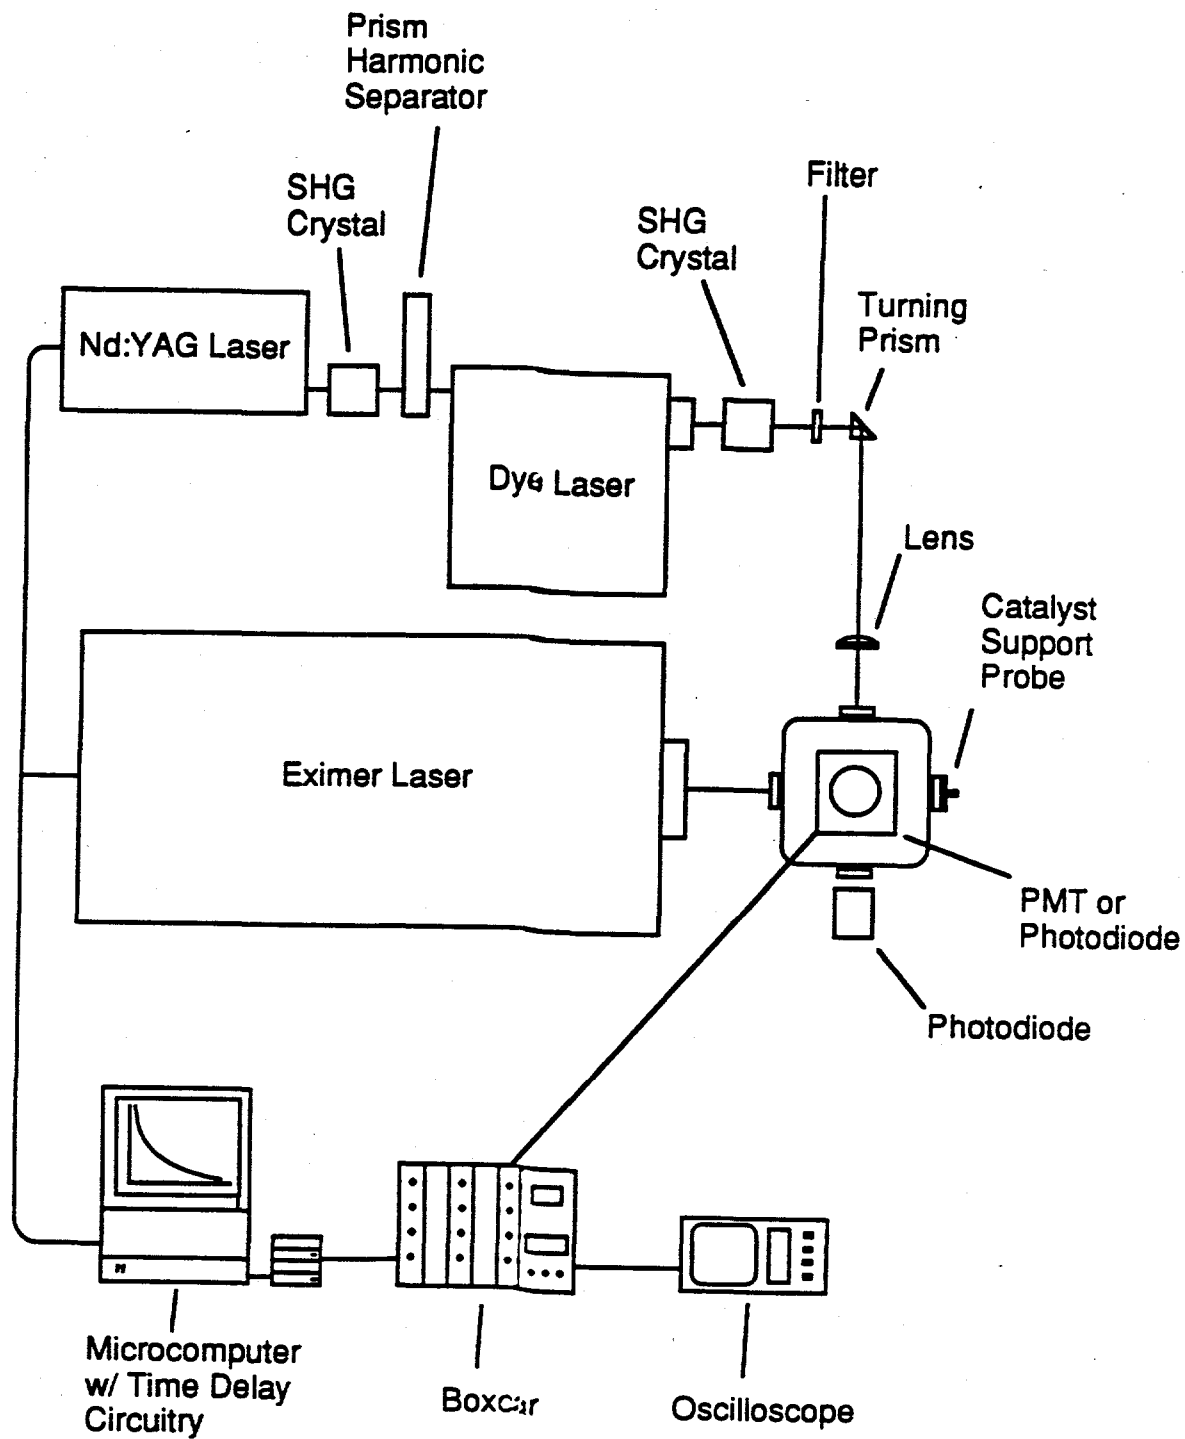 Prism
Harmonic
Separator
SHG
Crystal
Filter
SHG
Crystal
Turning
Prism
Nd:YAG Laser
Dye Laser
Lens
Catalyst
Support
Probe
Eximer Laser
PMT or
Photodiode
Photodiode
Microcomputer
w/ Time Delay
Circuitry
Boxcar
Oscilloscope